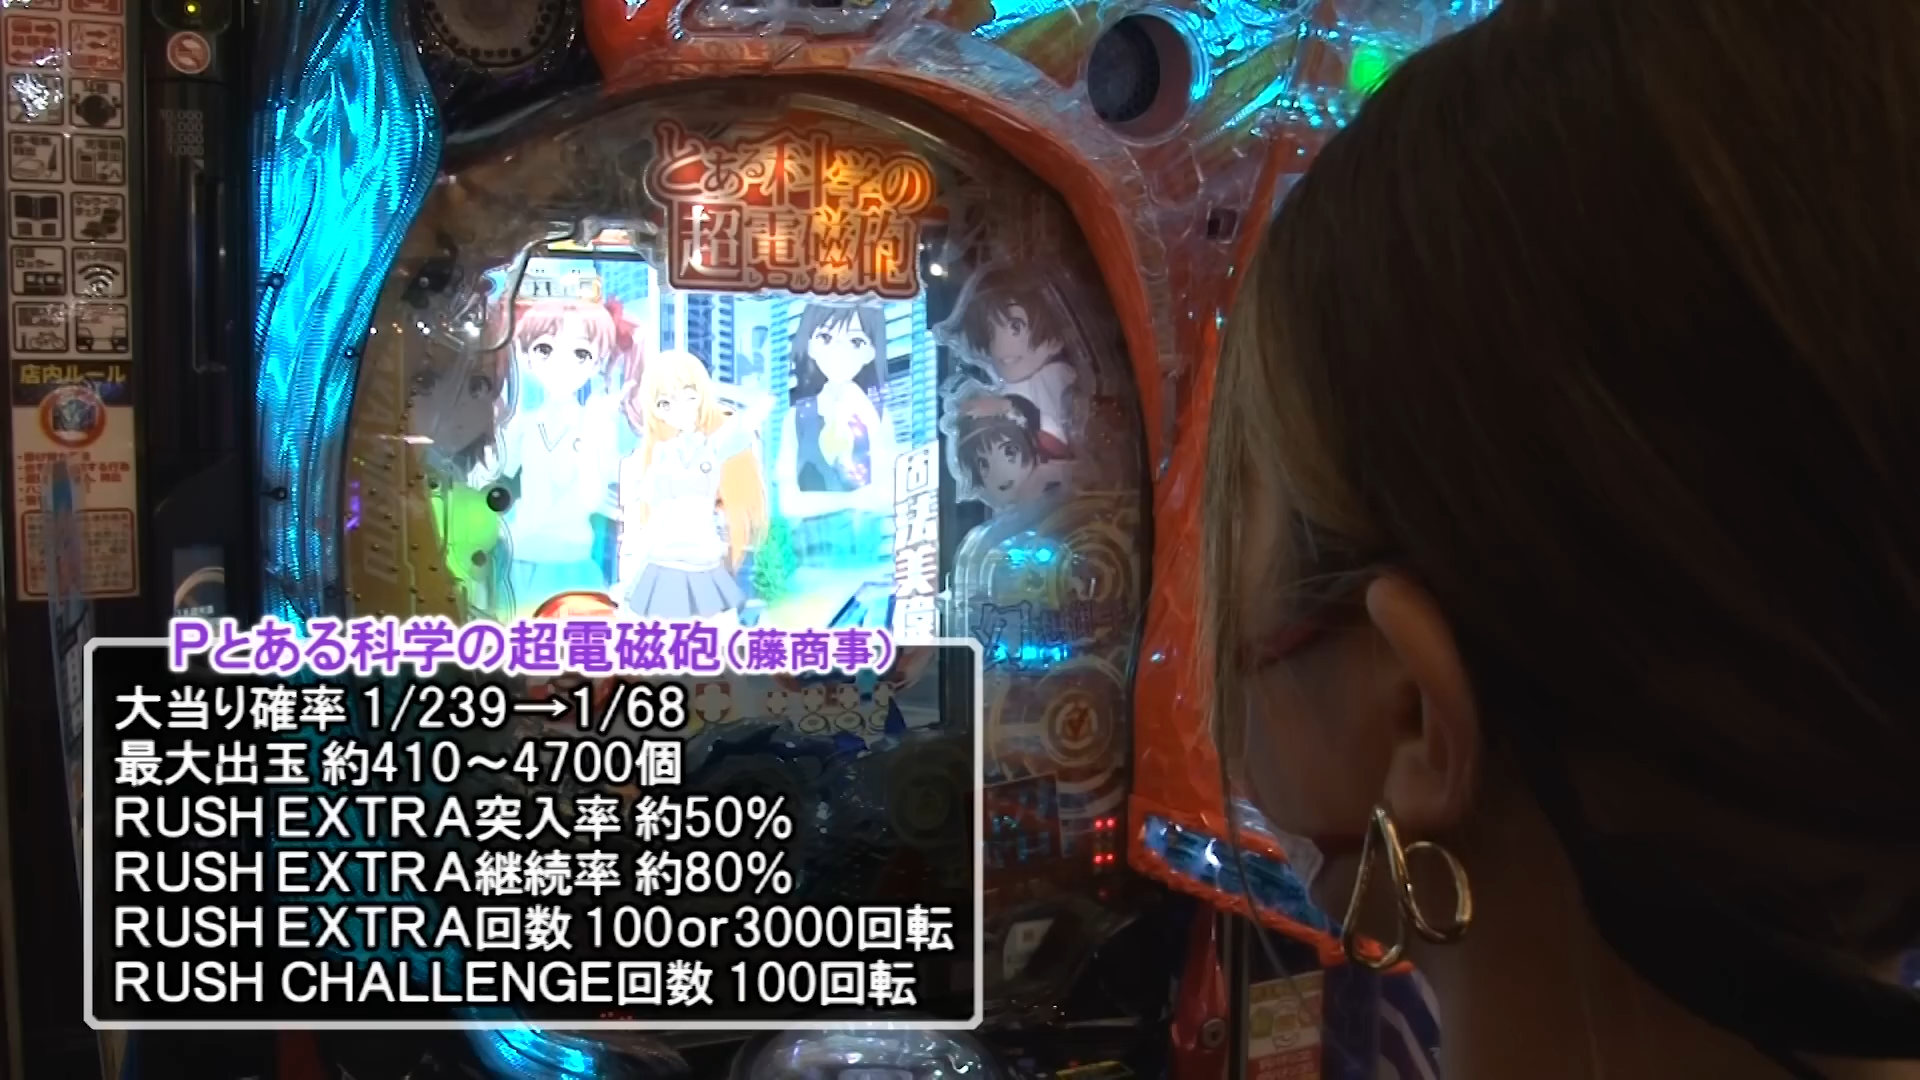 とある科学の
超電磁砲
レールガン
固法美偉
店内ルール
Pとある科学の超電磁砲(藤商事)
大当り確率 1/239→1/68
最大出玉 約410～4700個
RUSH EXTRA突入率 約50%
RUSH EXTRA継続率 約80%
RUSH EXTRA回数 100or3000回転
RUSH CHALLENGE回数 100回転